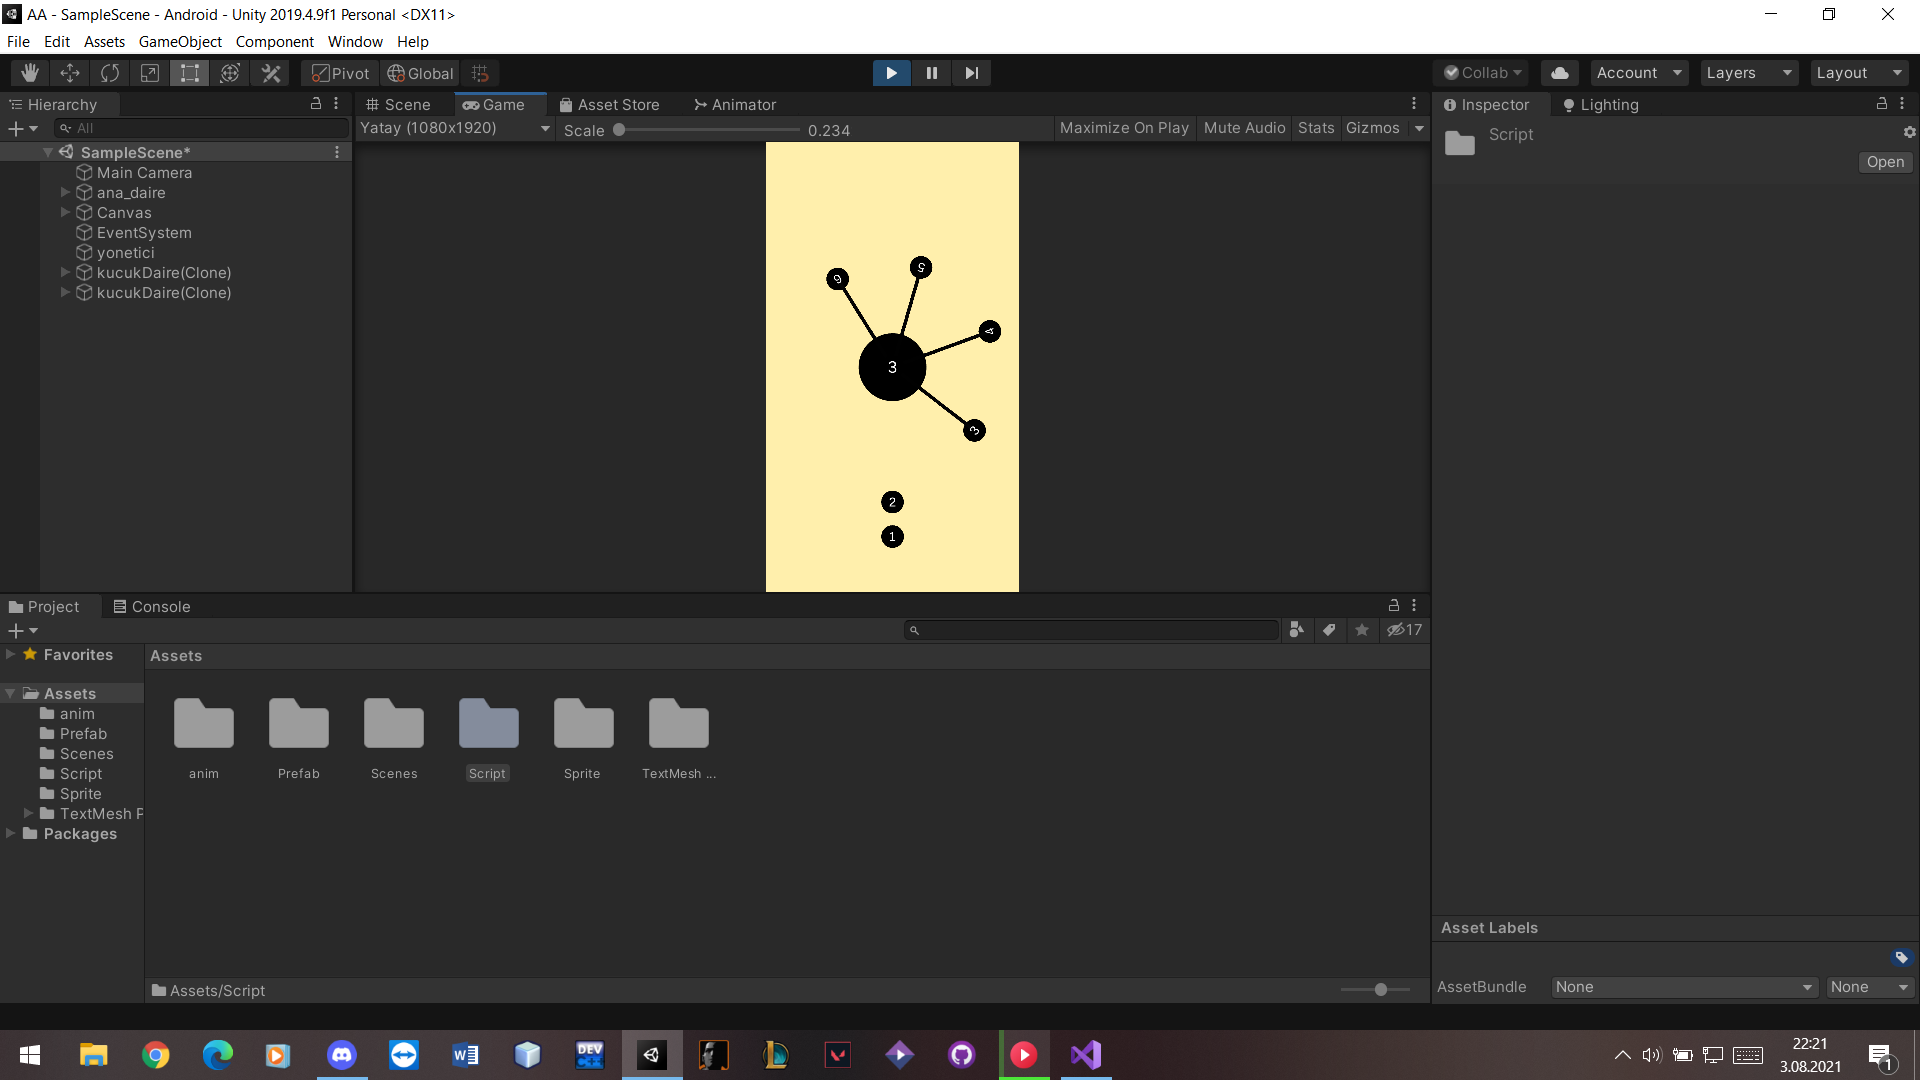 AA - SampleScene - Android - Unity 2019.4.9f1 Personal <DX11>
File Edit Assets GameObject Component Window Help
Pivot Global Collab Account Layers Layout
Hierarchy
All
SampleScene*
Main Camera
ana_daire
Canvas
EventSystem
yonetici
kucukDaire(Clone)
kucukDaire(Clone)
Scene Game Asset Store Animator
Yatay (1080x1920) Scale 0.234 Maximize On Play Mute Audio Stats Gizmos
6
5
4
3
3
2
1
Inspector Lighting
Script
Open
Project Console
17
Favorites
Assets
anim
Prefab
Scenes
Script
Sprite
TextMesh P
Packages
Assets
anim Prefab Scenes Script Sprite TextMesh ...
Assets/Script
Asset Labels
AssetBundle None None
DEV
22:21
3.08.2021
1